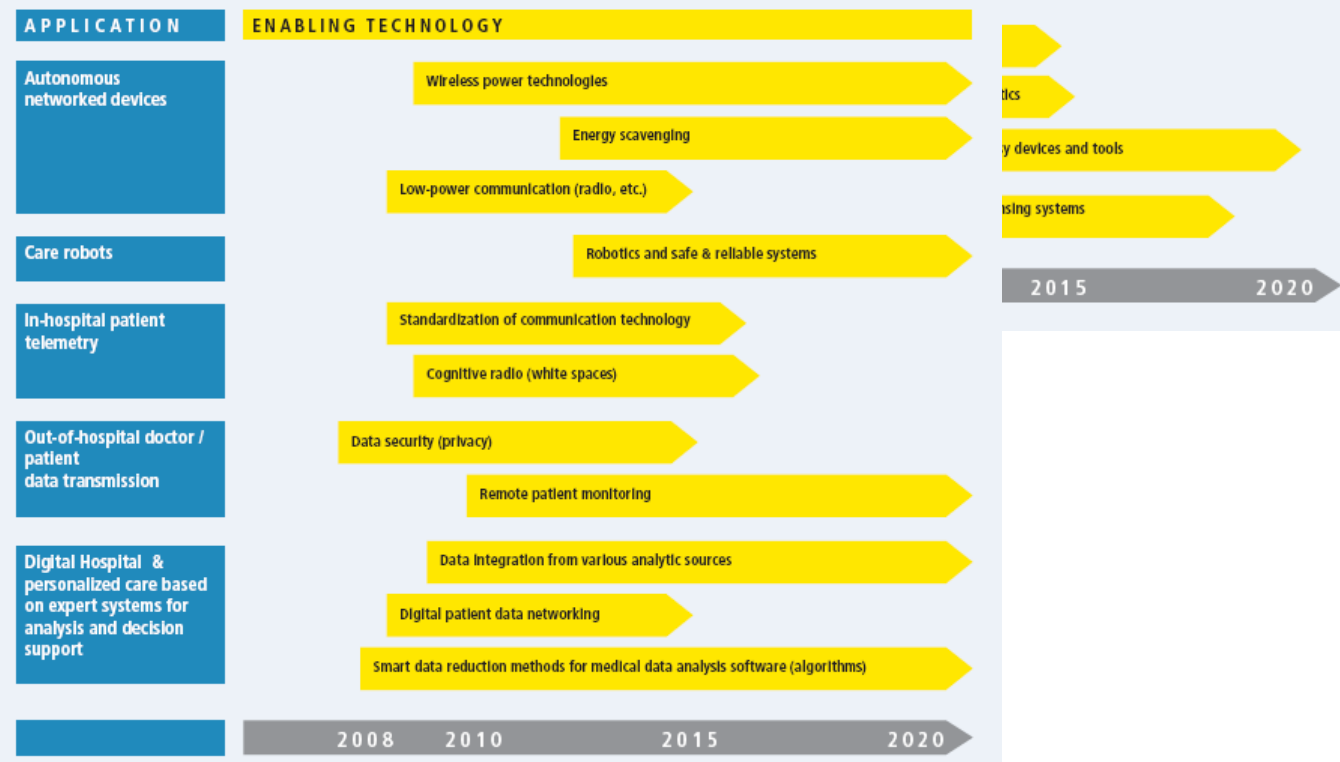 APPLICATION
ENABLING TECHNOLOGY
Autonomous
networked devices
Wireless power technologies
Energy scavenging
Low-power communication (radio, etc.)
Care robots
Robotics and safe & reliable systems
In-hospital patient
telemetry
Standardization of communication technology
Cognitive radio (white spaces)
Out-of-hospital doctor /
patient
data transmission
Data security (privacy)
Remote patient monitoring
Digital Hospital &
personalized care based
on expert systems for
analysis and decision
support
Data integration from various analytic sources
Digital patient data networking
Smart data reduction methods for medical data analysis software (algorithms)
2008 2010 2015 2020
tics
y devices and tools
nsing systems
2015 2020